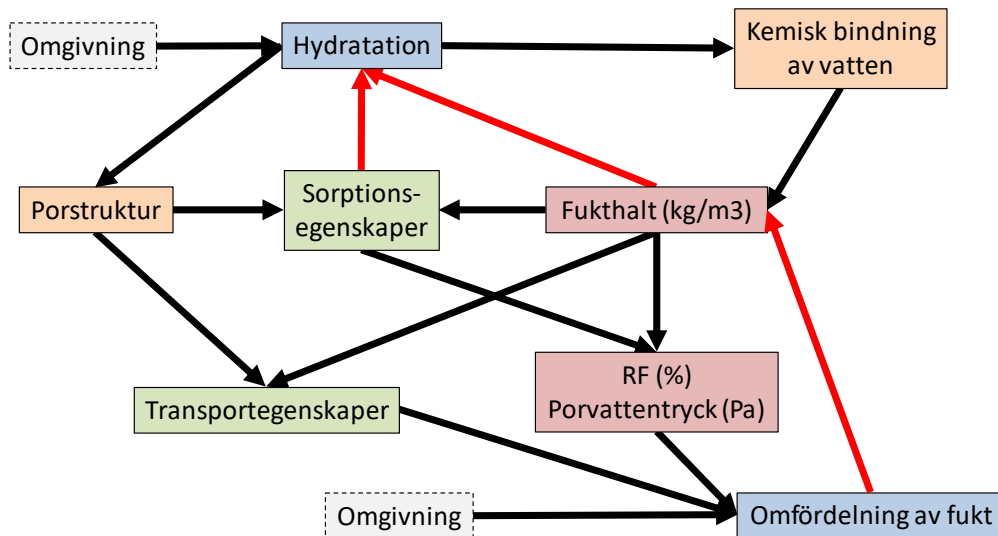 Omgivning
Hydratation
Kemisk bindning
av vatten
Porstruktur
Sorptions-
egenskaper
Fukthalt (kg/m3)
Transportegenskaper
RF (%)
Porvattentryck (Pa)
Omgivning
Omfördelning av fukt